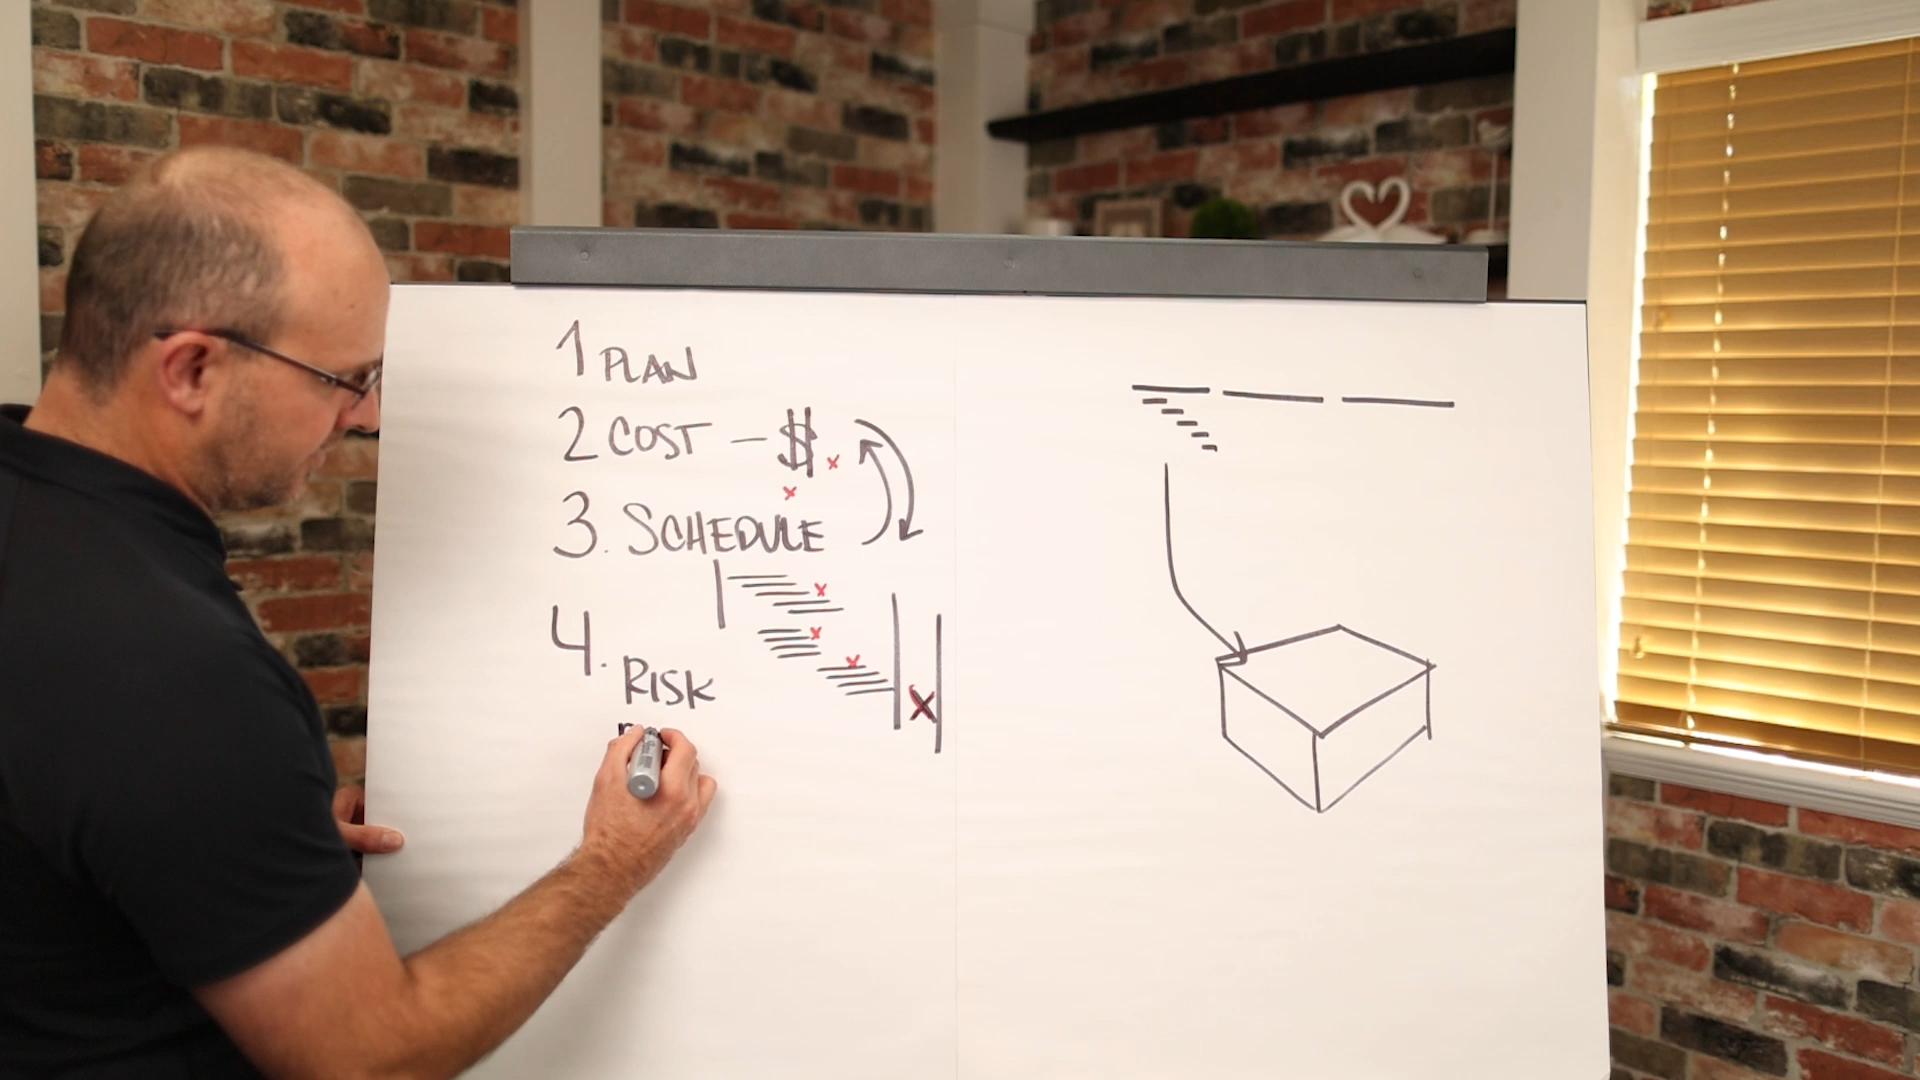 1 PLAN
2 COST – $
3. SCHEDULE
4. RISK